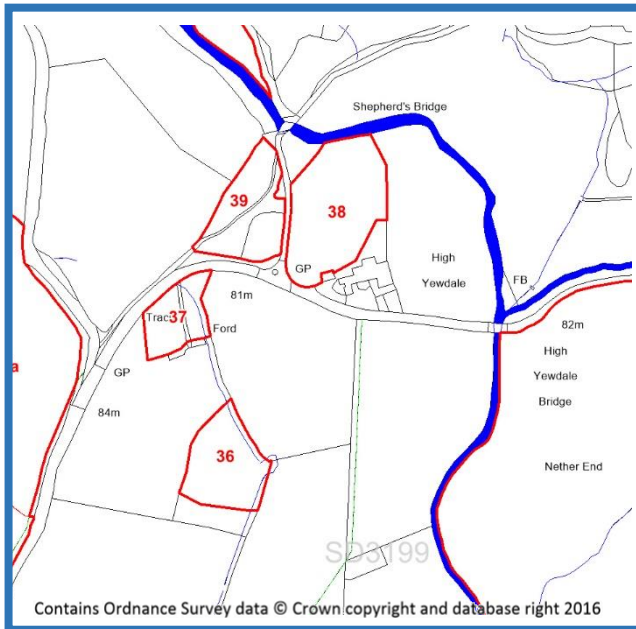 Shepherd's Bridge
39
38
High
Yewdale
GP
FB
81m
82m
37
Trac
Ford
High
Yewdale
Bridge
a
GP
84m
36
Nether End
SD3199
Contains Ordnance Survey data © Crown copyright and database right 2016